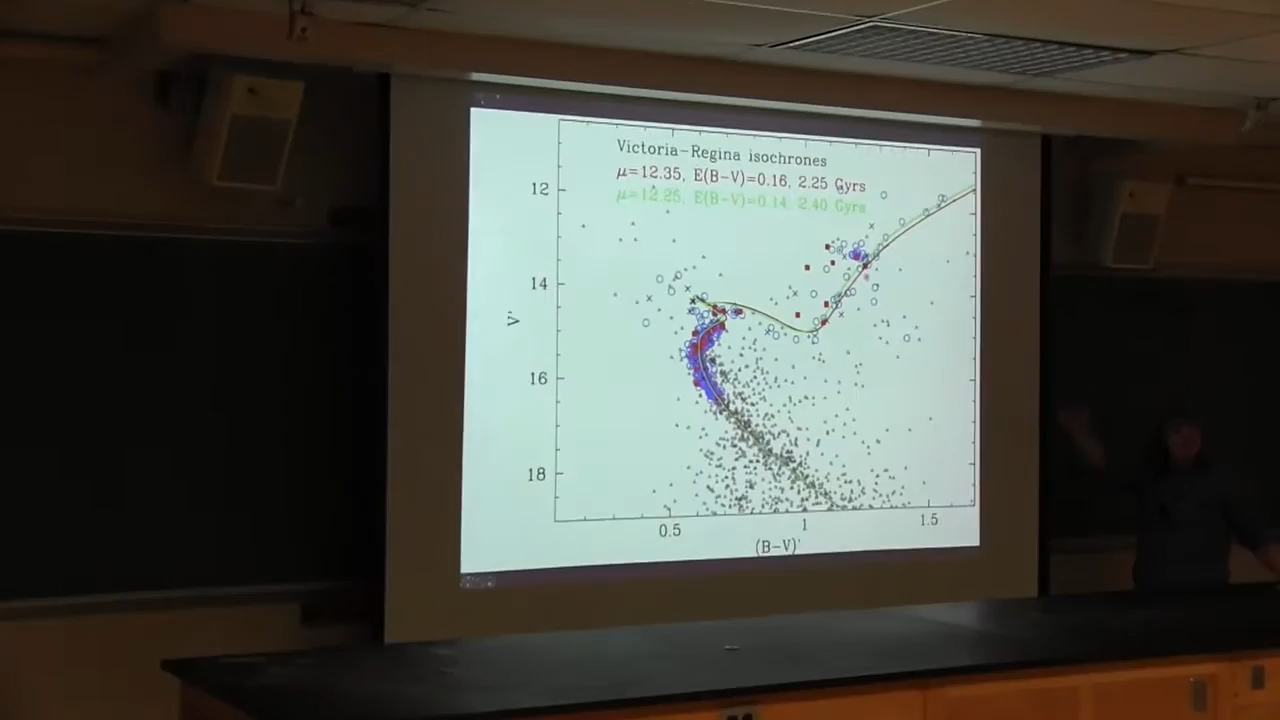 Victoria-Regina isochrones
μ=12.35, E(B-V)=0.16, 2.25 Gyrs
μ=12.25, E(B-V)=0.14, 2.40 Gyrs
12
14
V'
16
18
0.5
1
1.5
(B-V)'